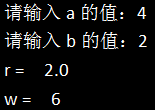 请输入 a 的值：4
请输入 b 的值：2
r =  2.0
w =   6